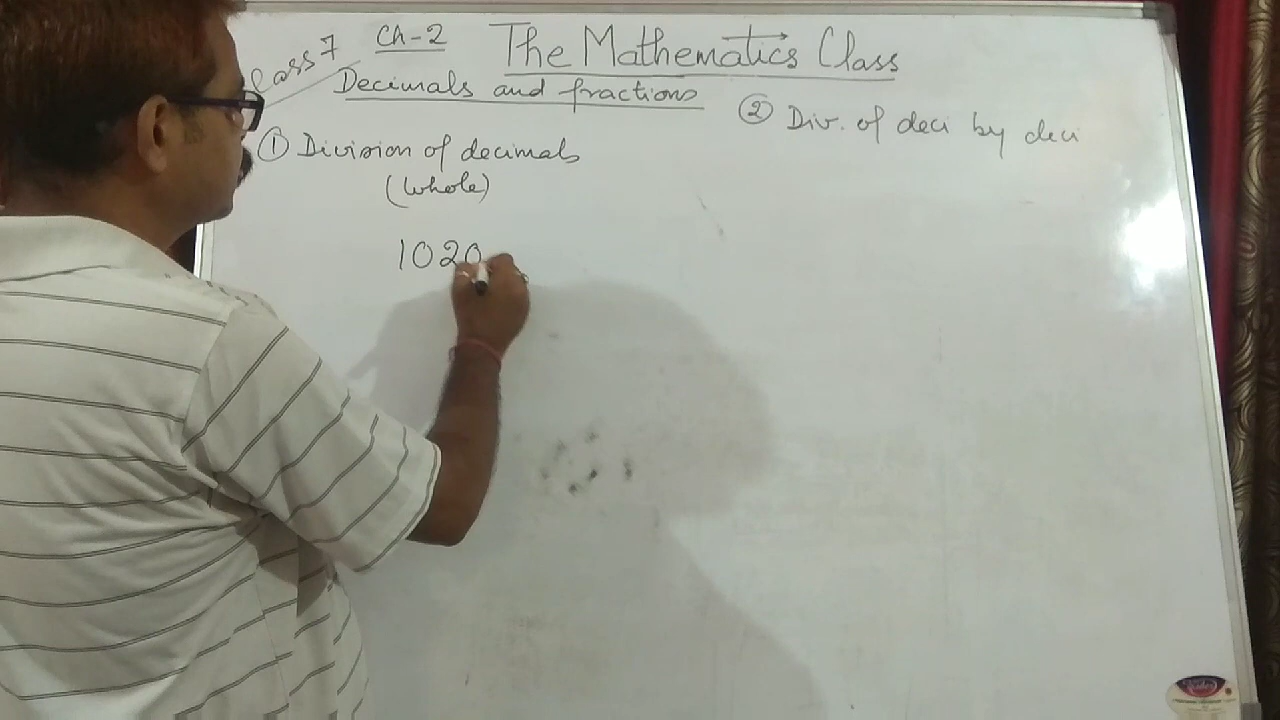 Class 7 Ch-2 The Mathematics Class
Decimals and fractions
① Division of decimals
(whole)
② Div. of deci by deci
1020